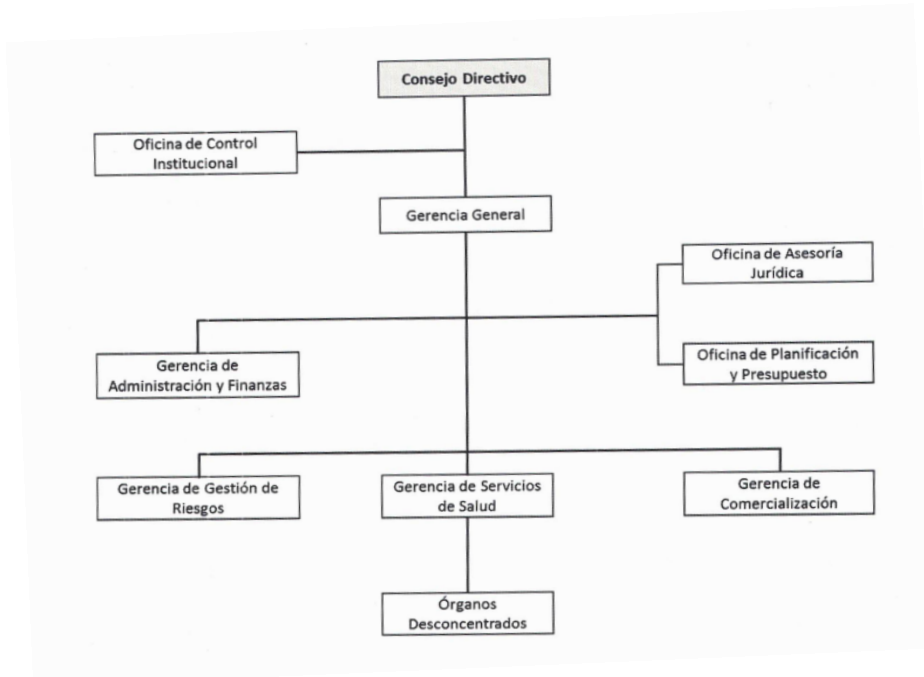 Consejo Directivo
Oficina de Control
Institucional
Gerencia General
Oficina de Asesoría
Jurídica
Gerencia de
Administración y Finanzas
Oficina de Planificación
y Presupuesto
Gerencia de Gestión de
Riesgos
Gerencia de Servicios
de Salud
Gerencia de
Comercialización
Órganos
Desconcentrados